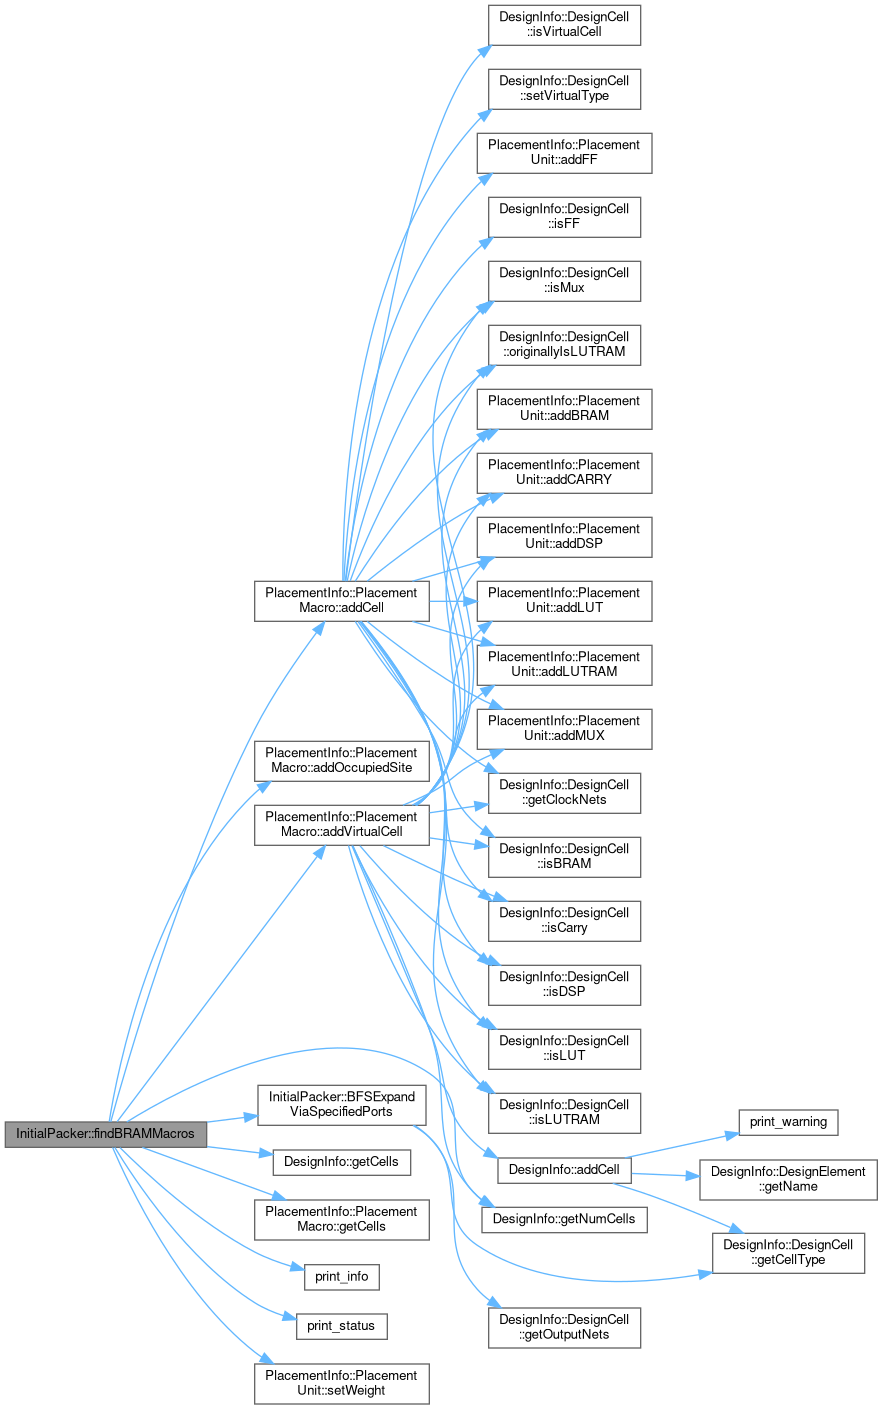 DesignInfo::DesignCell
::isVirtualCell
DesignInfo::DesignCell
::setVirtualType
PlacementInfo::Placement
Unit::addFF
DesignInfo::DesignCell
::isFF
DesignInfo::DesignCell
::isMux
DesignInfo::DesignCell
::originallyIsLUTRAM
PlacementInfo::Placement
Unit::addBRAM
PlacementInfo::Placement
Unit::addCARRY
PlacementInfo::Placement
Unit::addDSP
PlacementInfo::Placement
Macro::addCell
PlacementInfo::Placement
Unit::addLUT
PlacementInfo::Placement
Unit::addLUTRAM
PlacementInfo::Placement
Unit::addMUX
PlacementInfo::Placement
Macro::addOccupiedSite
DesignInfo::DesignCell
::getClockNets
PlacementInfo::Placement
Macro::addVirtualCell
DesignInfo::DesignCell
::isBRAM
DesignInfo::DesignCell
::isCarry
DesignInfo::DesignCell
::isDSP
DesignInfo::DesignCell
::isLUT
InitialPacker::BFSExpand
ViaSpecifiedPorts
DesignInfo::DesignCell
::isLUTRAM
print_warning
InitialPacker::findBRAMMacros
DesignInfo::getCells
DesignInfo::addCell
DesignInfo::DesignElement
::getName
PlacementInfo::Placement
Macro::getCells
DesignInfo::getNumCells
DesignInfo::DesignCell
::getCellType
print_info
print_status
DesignInfo::DesignCell
::getOutputNets
PlacementInfo::Placement
Unit::setWeight